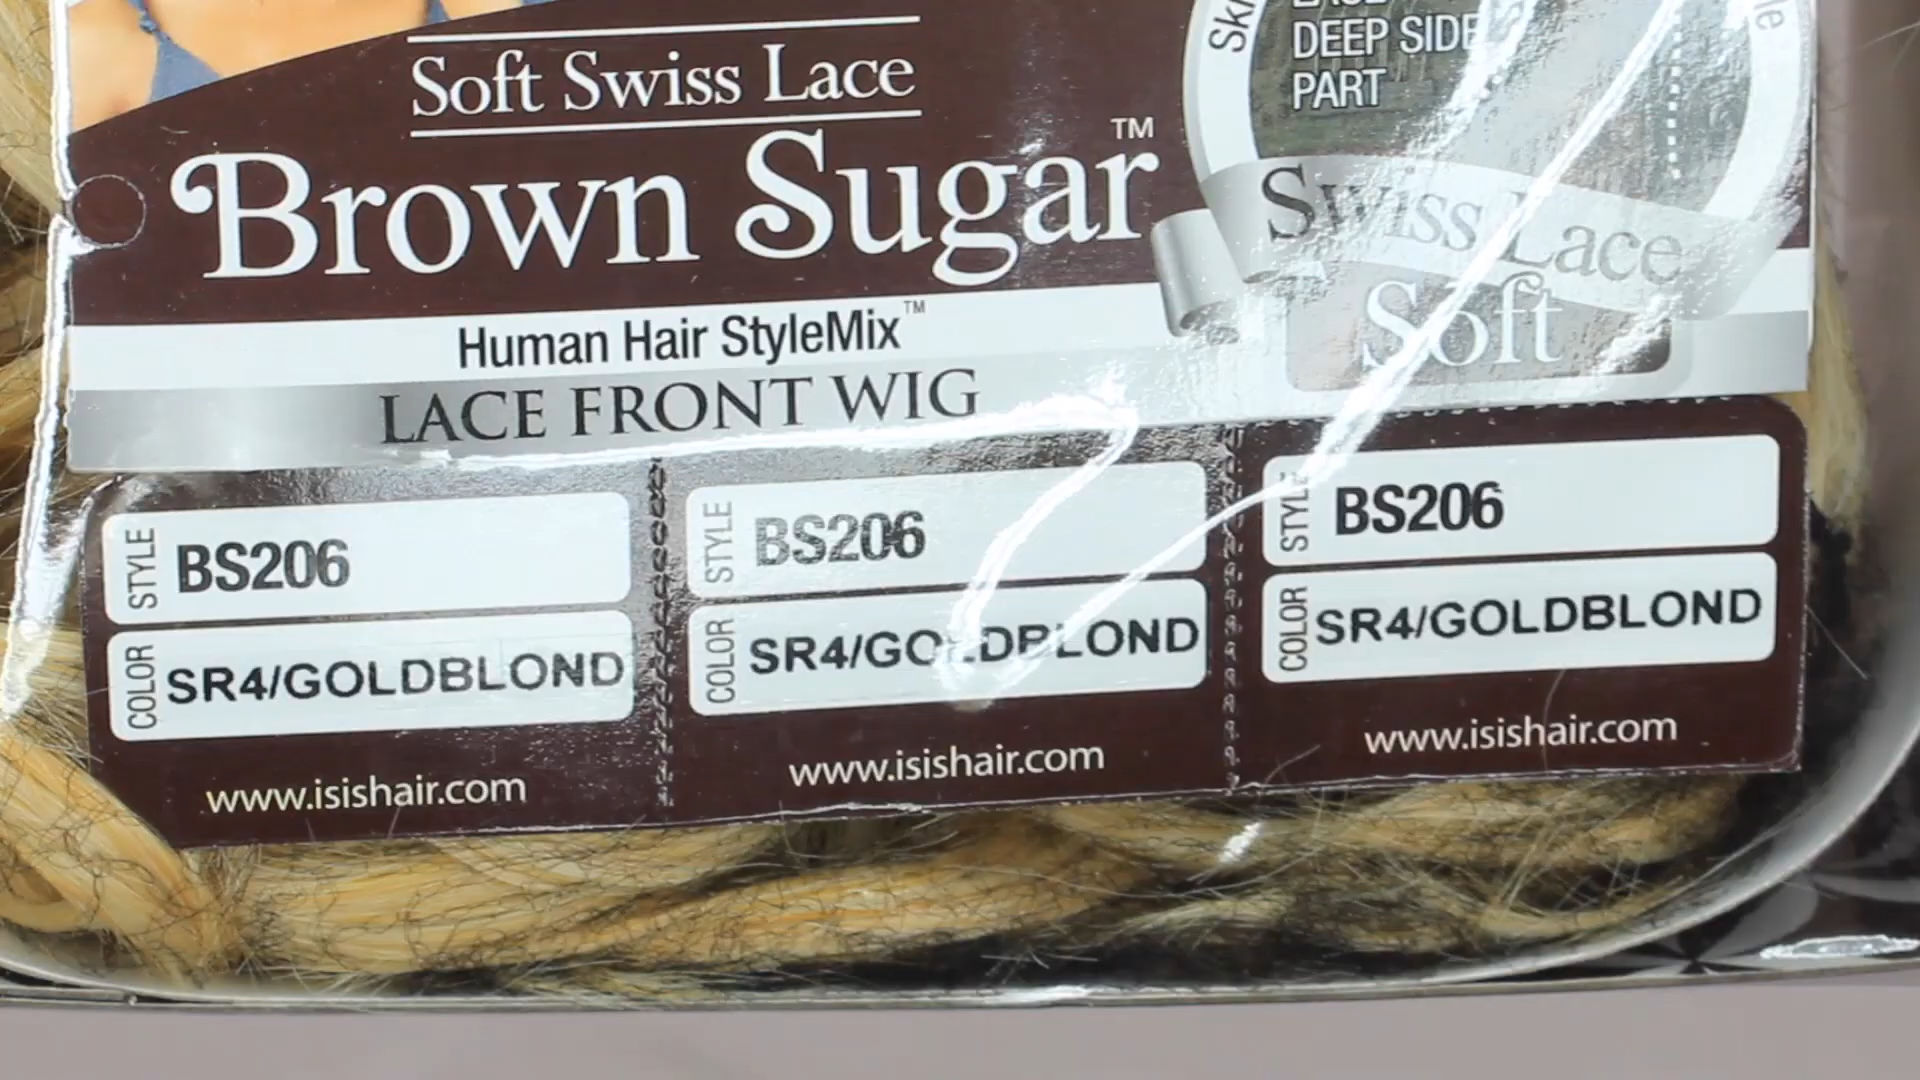 Soft Swiss Lace
Brown Sugar™
Human Hair StyleMix™
LACE FRONT WIG
DEEP SIDE
PART
Swiss Lace
Soft
STYLE BS206
COLOR SR4/GOLDBLOND
www.isishair.com
STYLE BS206
COLOR SR4/GOLDBLOND
www.isishair.com
STYLE BS206
COLOR SR4/GOLDBLOND
www.isishair.com